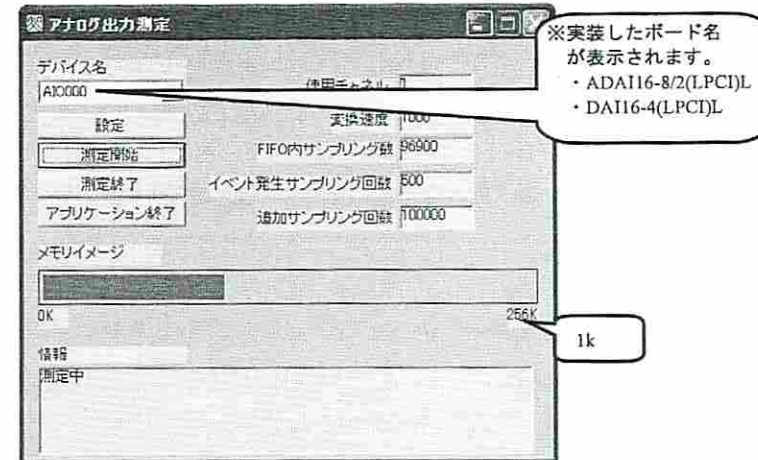 アナログ出力測定
※実装したボード名
が表示されます。
・ADAI16-8/2(LPCI)L
・DAI16-4(LPCI)L
デバイス名
AIO000
使用チャネル 1
設定
変換速度 1000
測定開始
FIFO内サンプリング数 96900
測定終了
イベント発生サンプリング回数 500
アプリケーション終了
追加サンプリング回数 100000
メモリイメージ
0K
256K
1k
情報
測定中